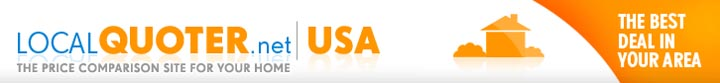 LOCALQUOTER.net USA
THE PRICE COMPARISON SITE FOR YOUR HOME
THE BEST
DEAL IN
YOUR AREA